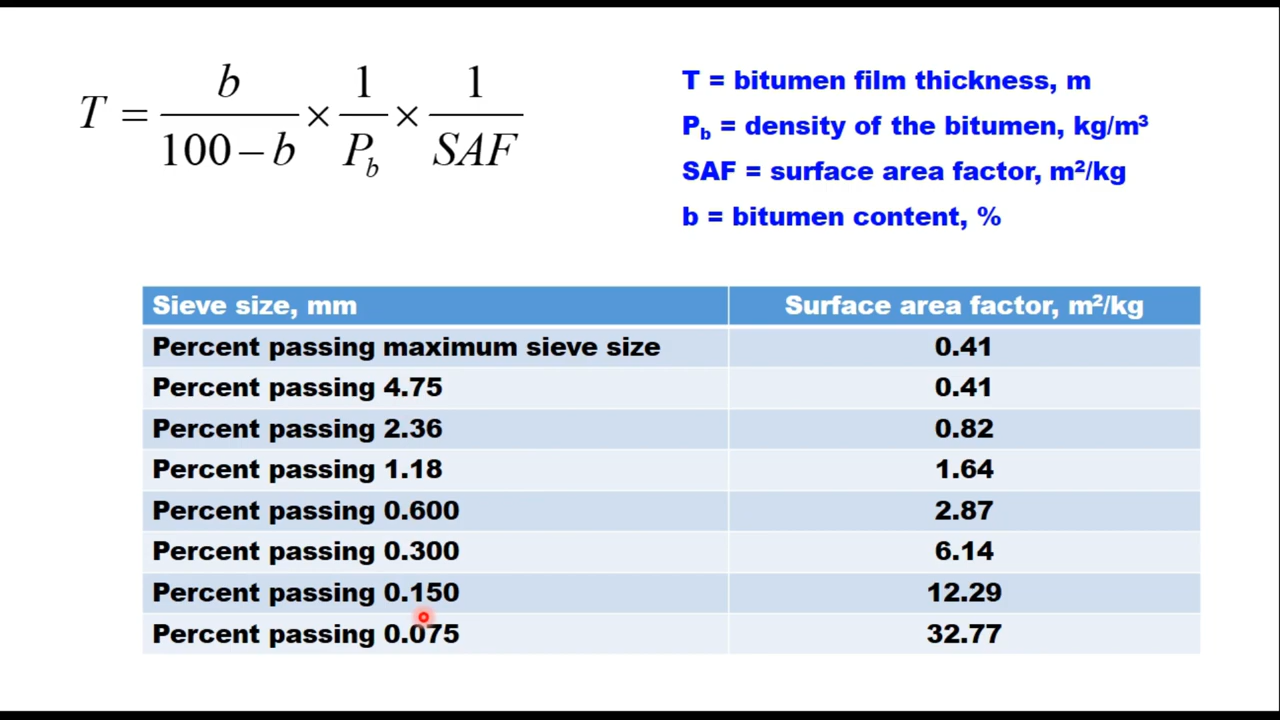 T = b/(100 – b) × 1/P_b × 1/SAF
T = bitumen film thickness, m
P_b = density of the bitumen, kg/m³
SAF = surface area factor, m²/kg
b = bitumen content, %
Sieve size, mm Surface area factor, m²/kg
Percent passing maximum sieve size 0.41
Percent passing 4.75 0.41
Percent passing 2.36 0.82
Percent passing 1.18 1.64
Percent passing 0.600 2.87
Percent passing 0.300 6.14
Percent passing 0.150 12.29
Percent passing 0.075 32.77